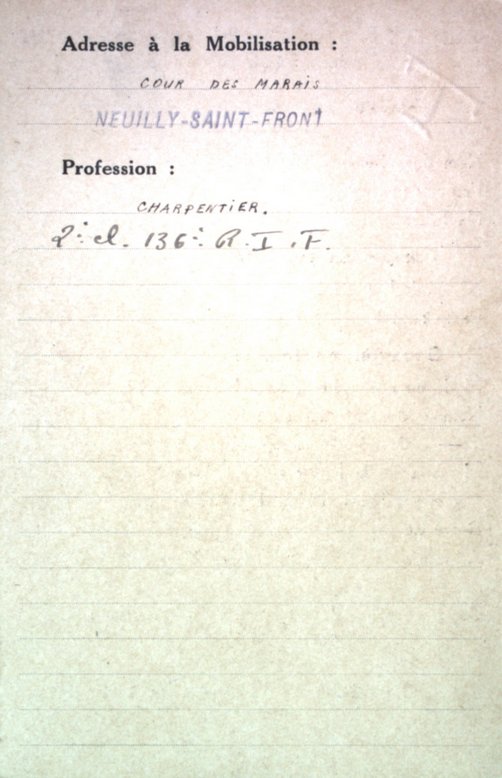 Adresse à la Mobilisation :
COUR DES MARAIS
NEUILLY-SAINT-FRONT
Profession :
CHARPENTIER.
2e cl. 136e R.I.F.